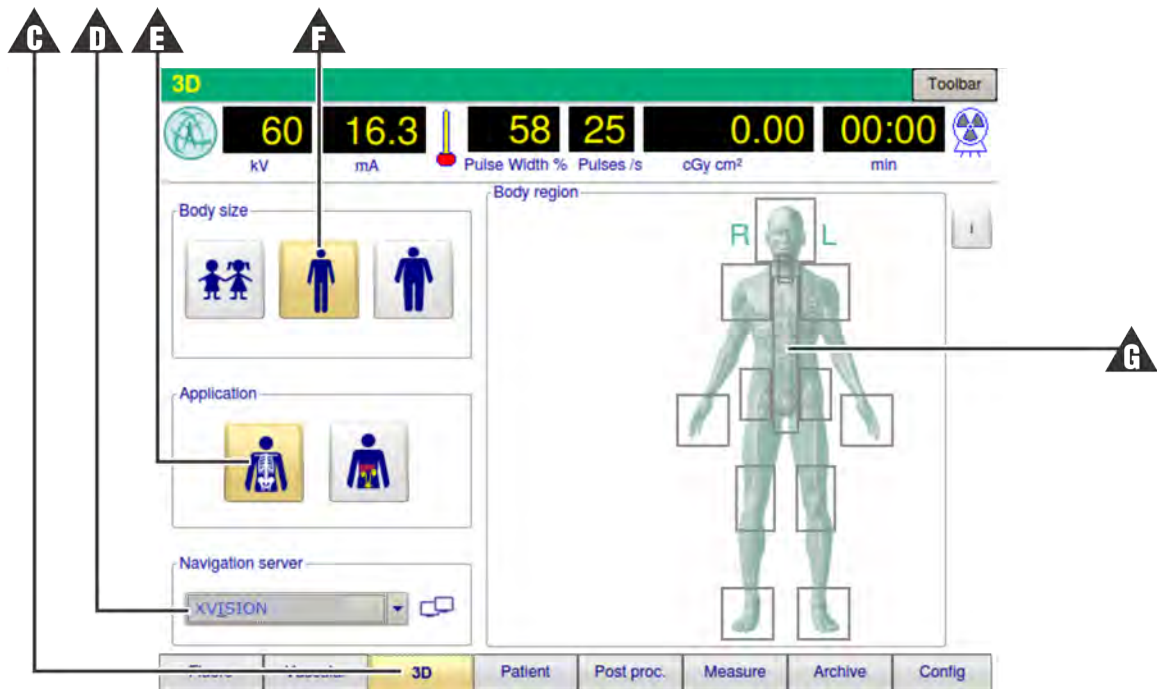 C D E F
3D Toolbar
60 16.3 58 25 0.00 00:00
kV mA Pulse Width % Pulses /s cGy cm² min
Body size
Body region
R L
i
G
Application
Navigation server
XVISION
3D Patient Post proc. Measure Archive Config